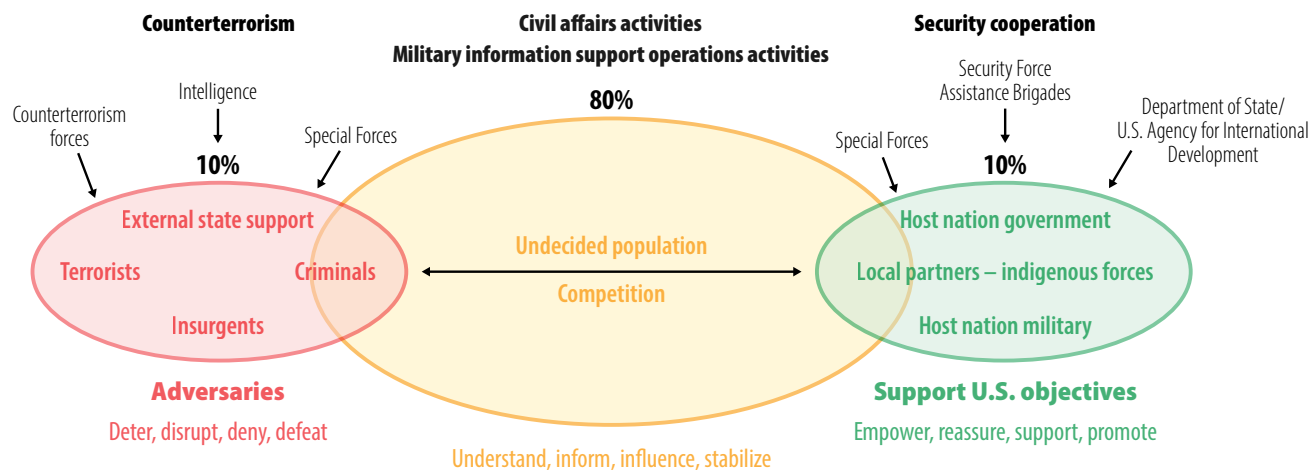 Counterterrorism
Civil affairs activities
Military information support operations activities
Security cooperation
Counterterrorism
forces
Intelligence
Special Forces
10%
80%
Special Forces
Security Force
Assistance Brigades
Department of State/
U.S. Agency for International
Development
10%
External state support
Terrorists
Criminals
Insurgents
Undecided population
Competition
Host nation government
Local partners – indigenous forces
Host nation military
Adversaries
Deter, disrupt, deny, defeat
Understand, inform, influence, stabilize
Support U.S. objectives
Empower, reassure, support, promote